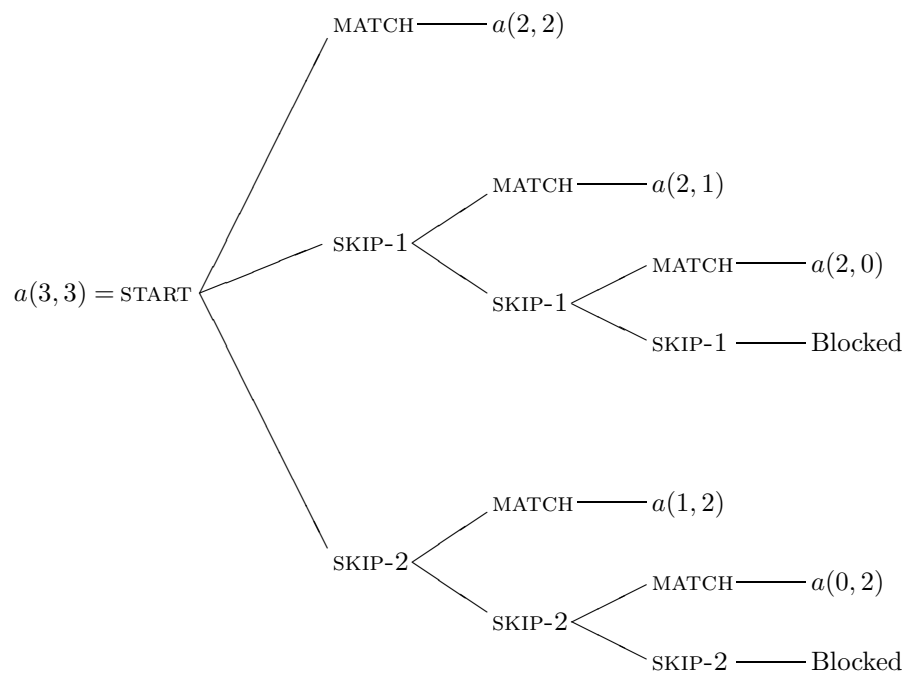 MATCH a(2, 2)
MATCH a(2, 1)
SKIP-1
MATCH a(2, 0)
a(3, 3) = START
SKIP-1
SKIP-1 Blocked
MATCH a(1, 2)
SKIP-2
MATCH a(0, 2)
SKIP-2
SKIP-2 Blocked